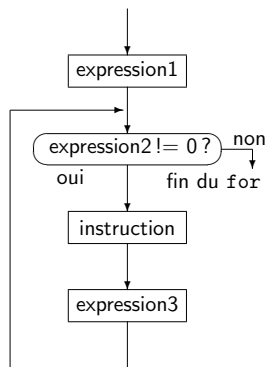 expression1
expression2 != 0 ?
non
oui
fin du for
instruction
expression3